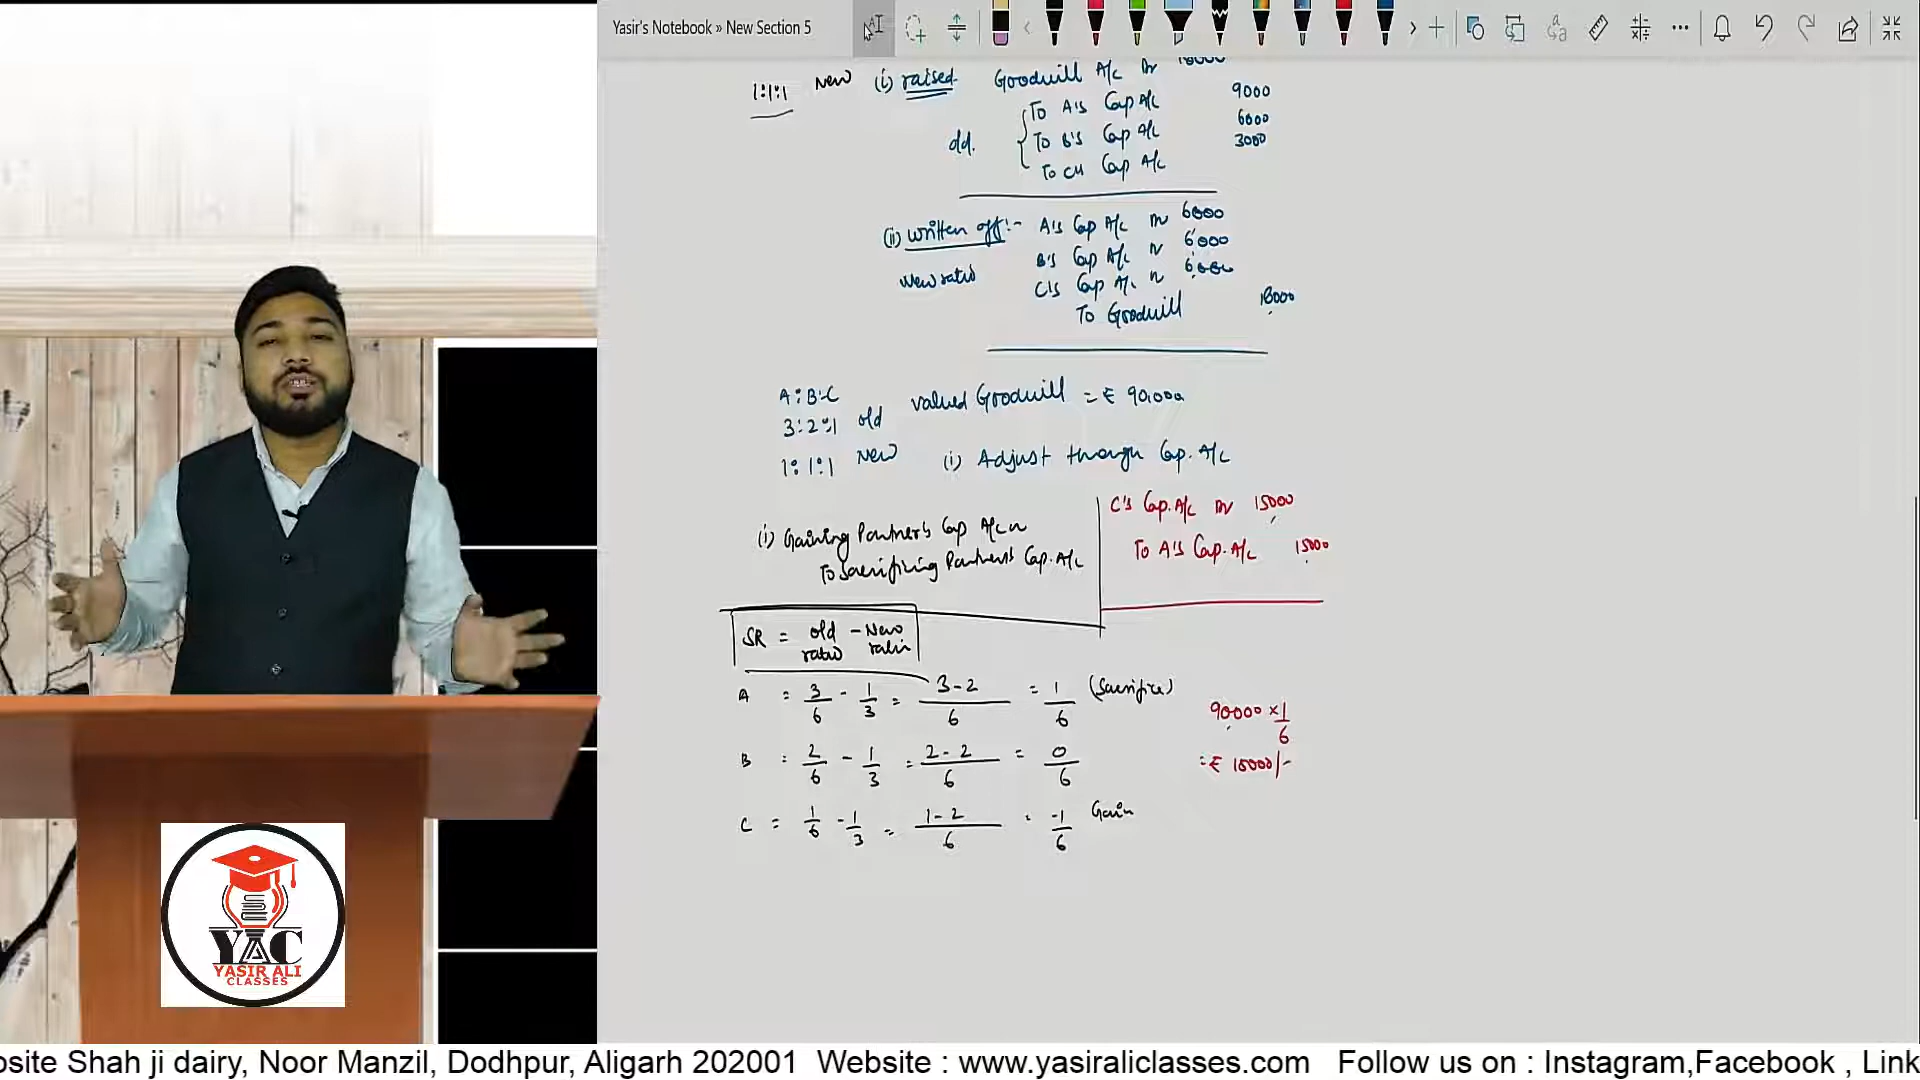 Yasir's Notebook » New Section 5
1:1:1 New (i) raised Goodwill A/c Dr 18000
To A's Cap A/c 9000
old. To B's Cap A/c 6000
To C's Cap A/c 3000
(ii) written off:- A's Cap A/c Dr 6000
New ratio B's Cap A/c Dr 6000
C's Cap A/c Dr 6000
To Goodwill 18000
A:B:C valued Goodwill = ₹ 90,000
3:2:1 old
1:1:1 New (i) Adjust through Cap. A/c
(i) Gaining Partner's Cap A/c Dr
To Sacrificing Partner's Cap. A/c
C's Cap. A/c Dr 15000
To A's Cap. A/c 15000
SR = old ratio - New ratio
A = 3/6 - 1/3 = 3-2/6 = 1/6 (Sacrifice)
90000 × 1/6
= ₹ 15000/-
B = 2/6 - 1/3 = 2-2/6 = 0/6
C = 1/6 - 1/3 = 1-2/6 = -1/6 Gain
YAC
YASIR ALI
CLASSES
osite Shah ji dairy, Noor Manzil, Dodhpur, Aligarh 202001 Website : www.yasiraliclasses.com Follow us on : Instagram,Facebook , Link